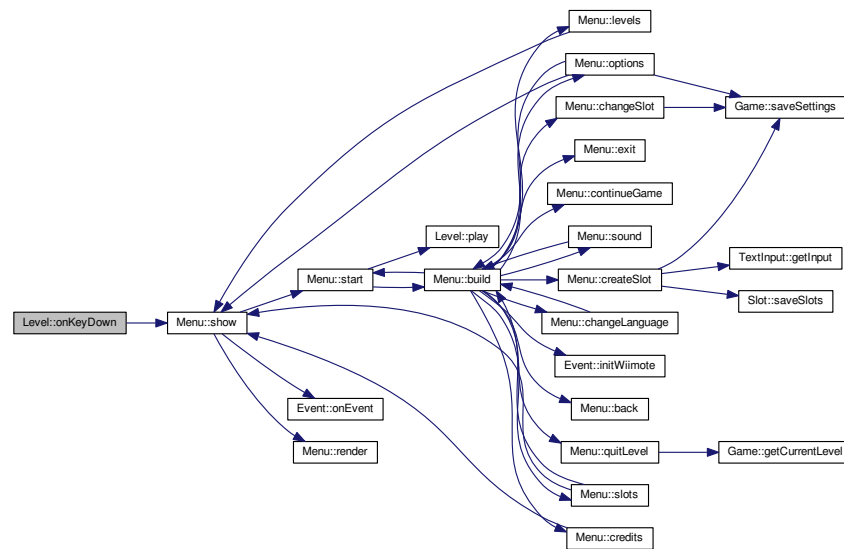 Menu::levels
Menu::options
Menu::changeSlot
Game::saveSettings
Menu::exit
Menu::continueGame
Level::play
Menu::sound
TextInput::getInput
Menu::start
Menu::build
Menu::createSlot
Slot::saveSlots
Level::onKeyDown
Menu::show
Menu::changeLanguage
Event::initWiimote
Event::onEvent
Menu::back
Menu::render
Menu::quitLevel
Game::getCurrentLevel
Menu::slots
Menu::credits